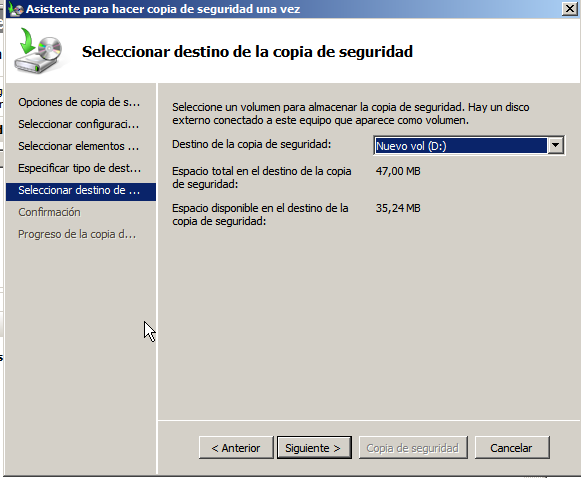 Asistente para hacer copia de seguridad una vez
Seleccionar destino de la copia de seguridad
Opciones de copia de s...
Seleccionar configuraci...
Seleccionar elementos ...
Especificar tipo de dest...
Seleccionar destino de ...
Confirmación
Progreso de la copia d...
Seleccione un volumen para almacenar la copia de seguridad. Hay un disco
externo conectado a este equipo que aparece como volumen.
Destino de la copia de seguridad: Nuevo vol (D:)
Espacio total en el destino de la copia 47,00 MB
de seguridad:
Espacio disponible en el destino de la 35,24 MB
copia de seguridad:
< Anterior Siguiente > Copia de seguridad Cancelar